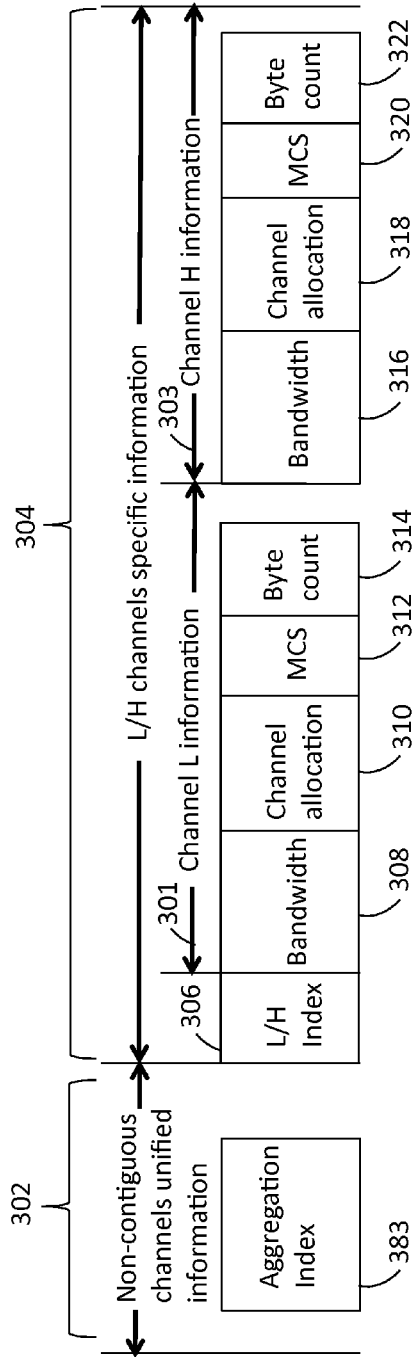 302
304
Non-contiguous
channels unified
information
L/H channels specific information
301
Channel L information
303
Channel H information
306
L/H
Index
Bandwidth
Channel
allocation
MCS
Byte
count
Bandwidth
Channel
allocation
MCS
Byte
count
Aggregation
Index
383
308
310
312
314
316
318
320
322